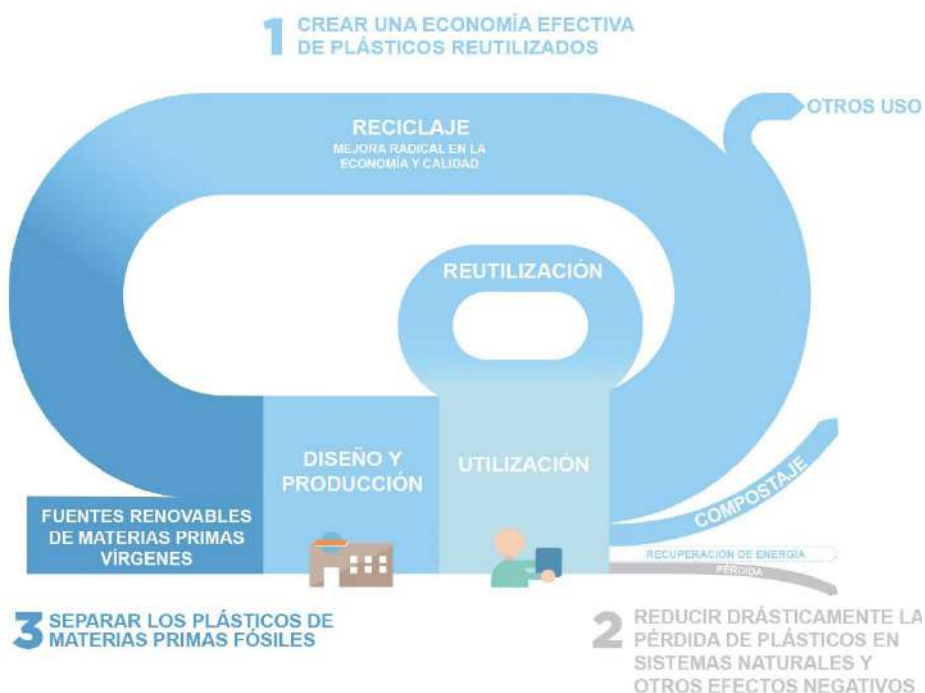 1 CREAR UNA ECONOMÍA EFECTIVA
DE PLÁSTICOS REUTILIZADOS
OTROS USO
RECICLAJE
MEJORA RADICAL EN LA
ECONOMÍA Y CALIDAD
REUTILIZACIÓN
DISEÑO Y
PRODUCCIÓN
UTILIZACIÓN
COMPOSTAJE
FUENTES RENOVABLES
DE MATERIAS PRIMAS
VÍRGENES
RECUPERACIÓN DE ENERGÍA
PÉRDIDA
3 SEPARAR LOS PLÁSTICOS DE
MATERIAS PRIMAS FÓSILES
2 REDUCIR DRÁSTICAMENTE LA
PÉRDIDA DE PLÁSTICOS EN
SISTEMAS NATURALES Y
OTROS EFECTOS NEGATIVOS